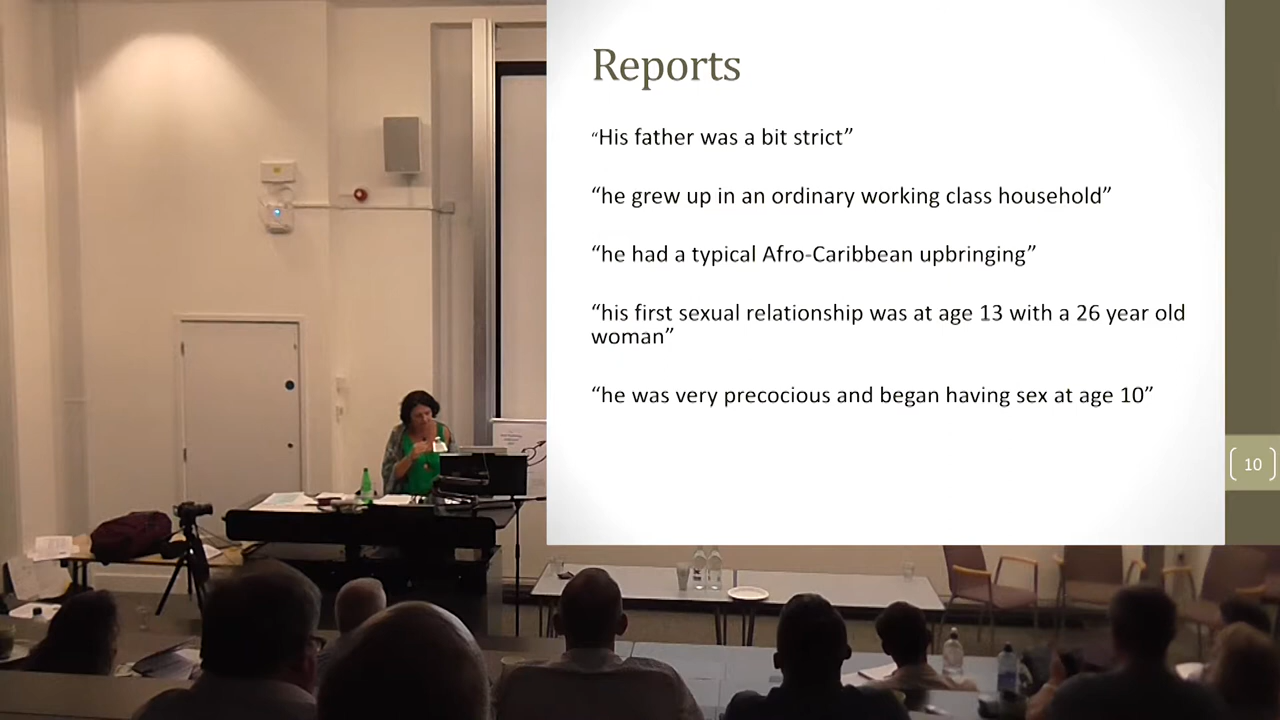 Reports
“His father was a bit strict”
“he grew up in an ordinary working class household”
“he had a typical Afro-Caribbean upbringing”
“his first sexual relationship was at age 13 with a 26 year old
woman”
“he was very precocious and began having sex at age 10”
10